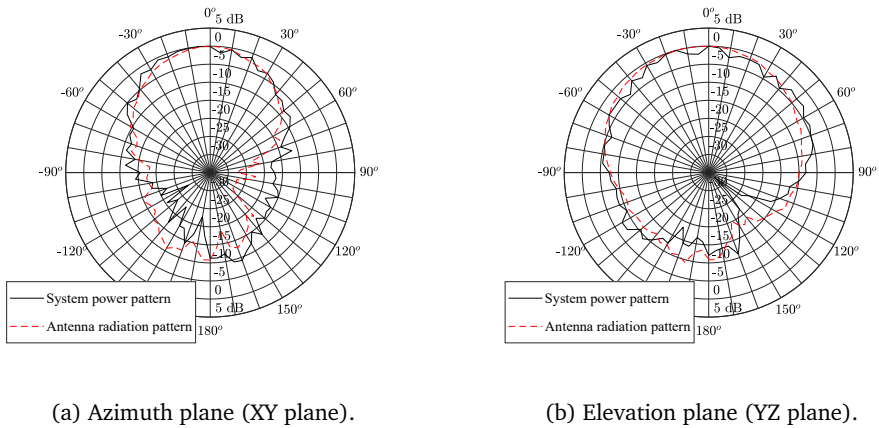 0° 5 dB
-30° 30°
0
-5
-60° -10 60°
-15
-20
-25
-30
-90° 90°
-30
-25
-20
-120° -15 120°
-10
-5
0 150°
5 dB
180°
System power pattern
Antenna radiation pattern
(a) Azimuth plane (XY plane).
0° 5 dB
-30° 30°
0
-5
-60° -10 60°
-15
-20
-25
-30
-90° 90°
-25
-20
-120° -15 120°
-10
-5
0 150°
5 dB
180°
System power pattern
Antenna radiation pattern
(b) Elevation plane (YZ plane).